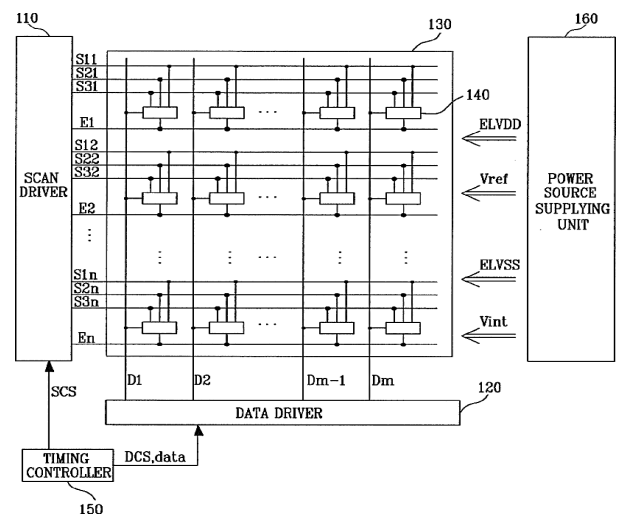 110
130
160
S11
S21
S31
140
E1
ELVDD
S12
S22
S32
Vref
SCAN
DRIVER
POWER
SOURCE
SUPPLYING
UNIT
E2
S1n
S2n
S3n
ELVSS
Vint
En
SCS
D1
D2
Dm-1
Dm
120
DATA DRIVER
TIMING
CONTROLLER
DCS,data
150